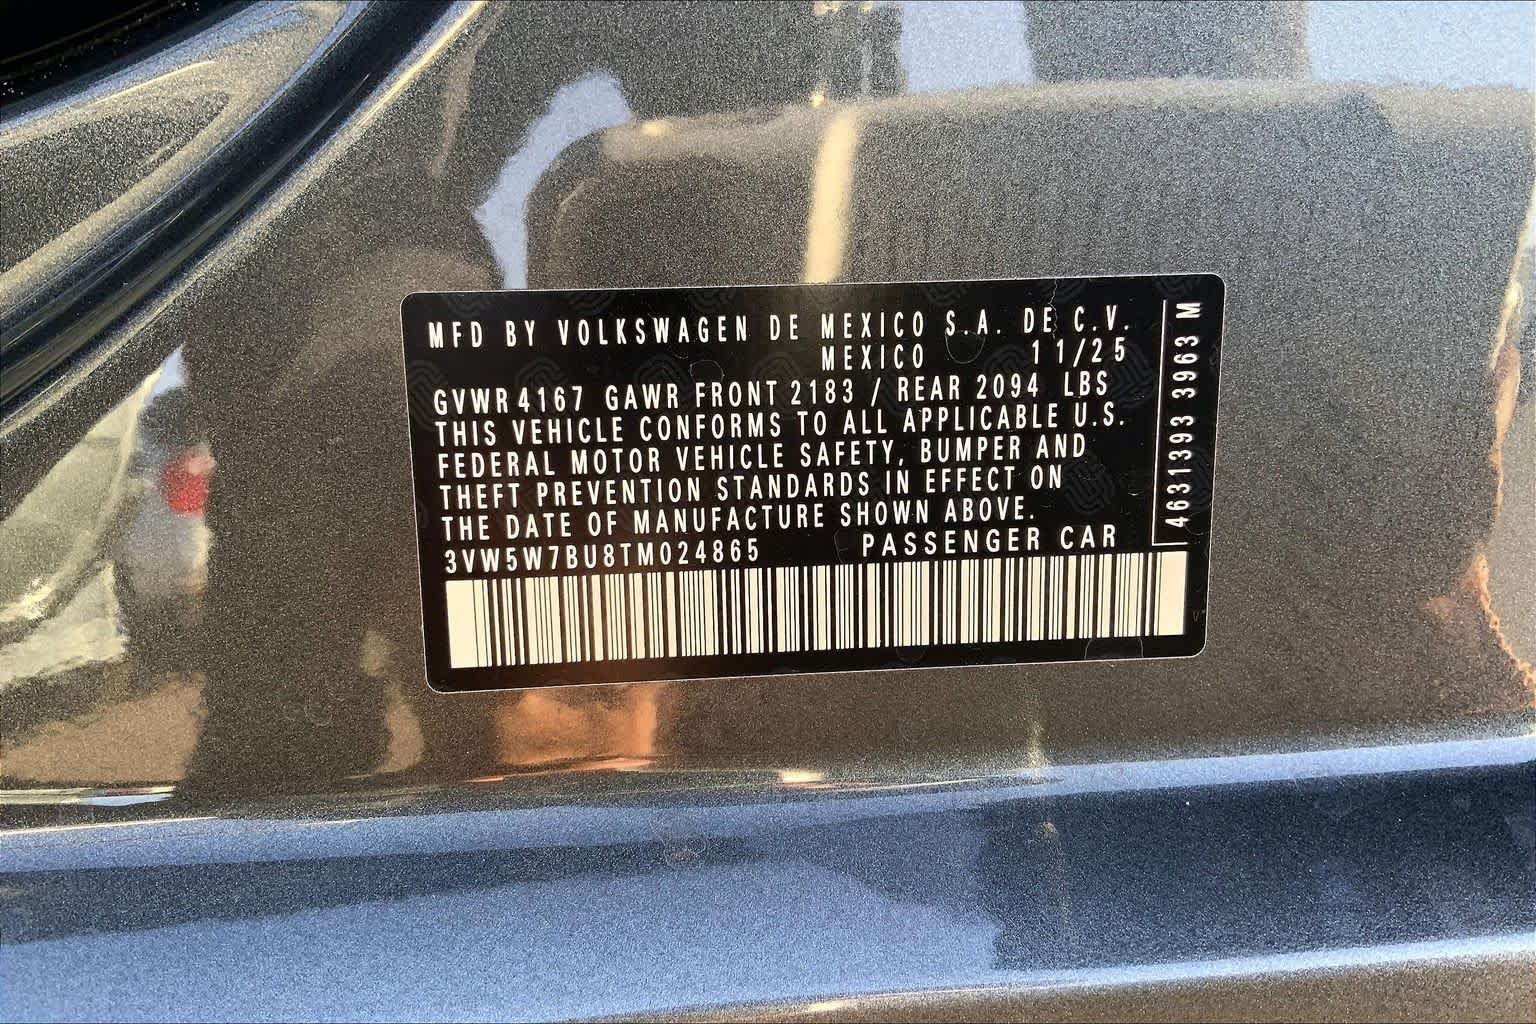 MFD BY VOLKSWAGEN DE MEXICO S.A. DE C.V.
MEXICO 11/25
GVWR 4167 GAWR FRONT 2183 / REAR 2094 LBS
THIS VEHICLE CONFORMS TO ALL APPLICABLE U.S.
FEDERAL MOTOR VEHICLE SAFETY, BUMPER AND
THEFT PREVENTION STANDARDS IN EFFECT ON
THE DATE OF MANUFACTURE SHOWN ABOVE.
3VW5W7BU8TM024865 PASSENGER CAR
4631393 3963 M